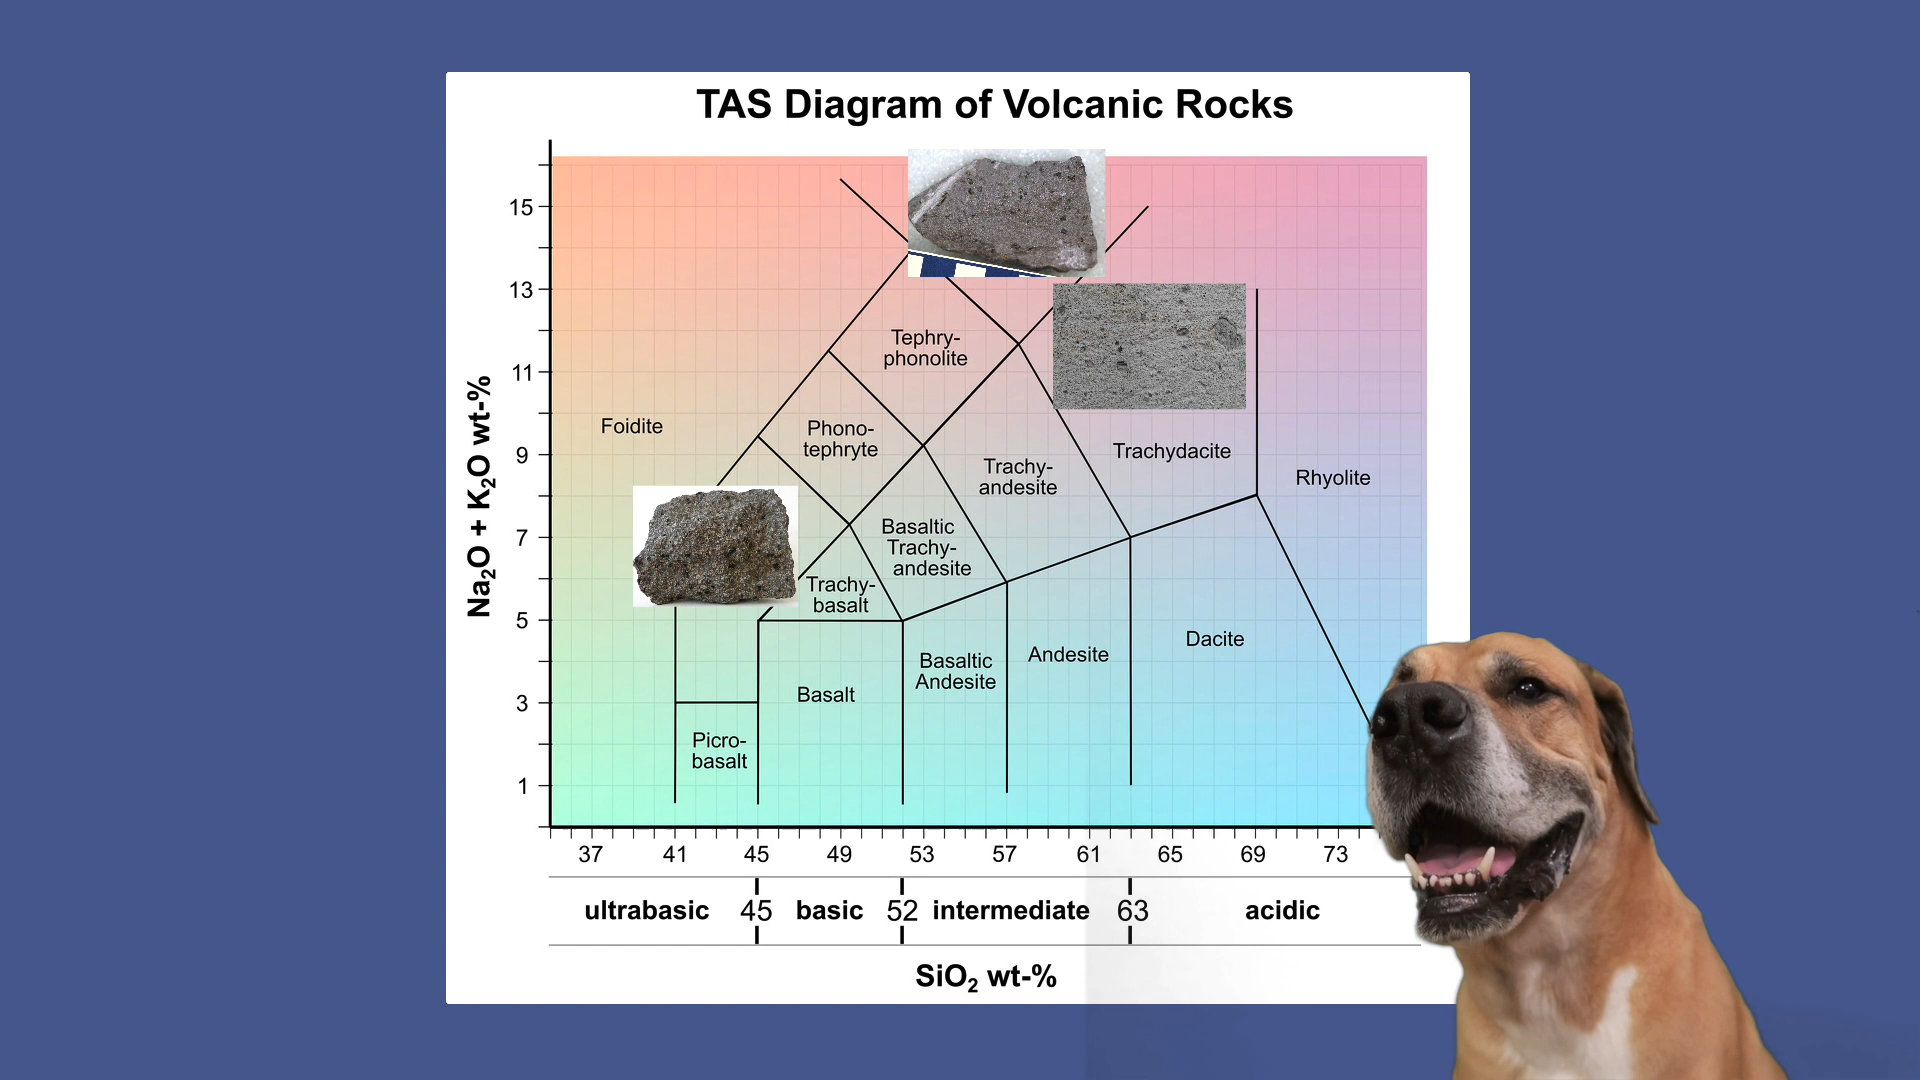 TAS Diagram of Volcanic Rocks
Na₂O + K₂O wt-%
15
13
11
9
7
5
3
1
Tephry-
phonolite
Foidite
Phono-
tephryte
Trachydacite
Trachy-
andesite
Rhyolite
Basaltic
Trachy-
andesite
Trachy-
basalt
Basaltic
Andesite
Andesite
Dacite
Basalt
Picro-
basalt
37 41 45 49 53 57 61 65 69 73
ultrabasic 45 basic 52 intermediate 63 acidic
SiO₂ wt-%